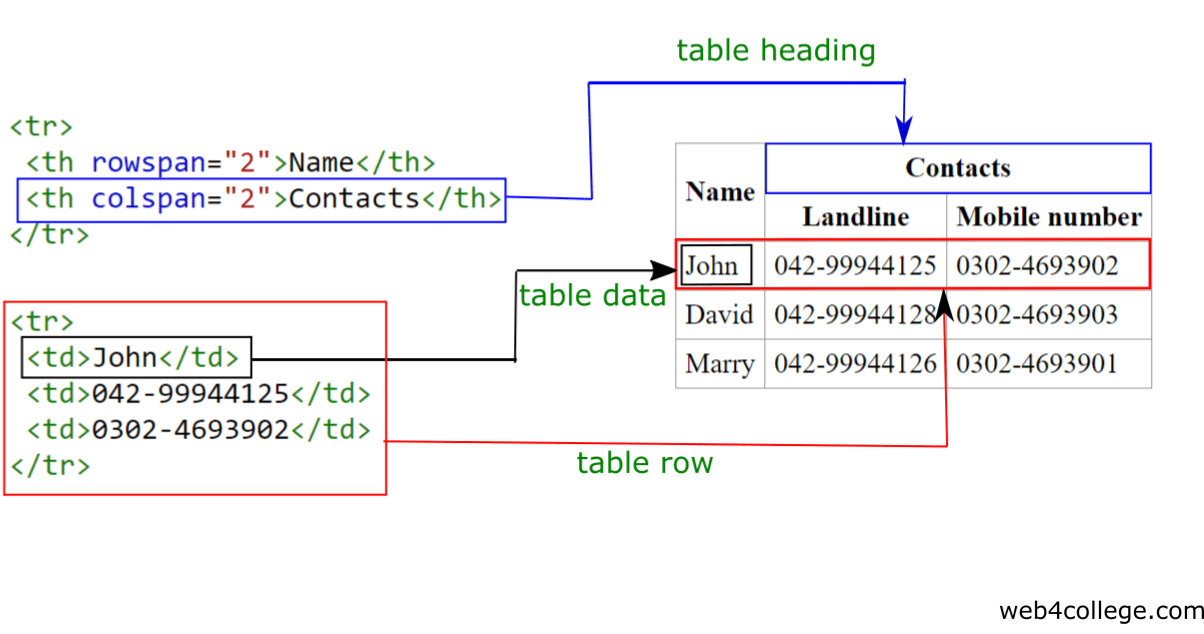 table heading
<tr>
<th rowspan="2">Name</th>
<th colspan="2">Contacts</th>
</tr>
Name
Contacts
Landline Mobile number
John 042-99944125 0302-4693902
David 042-99944128 0302-4693903
Marry 042-99944126 0302-4693901
table data
<tr>
<td>John</td>
<td>042-99944125</td>
<td>0302-4693902</td>
</tr>
table row
web4college.com